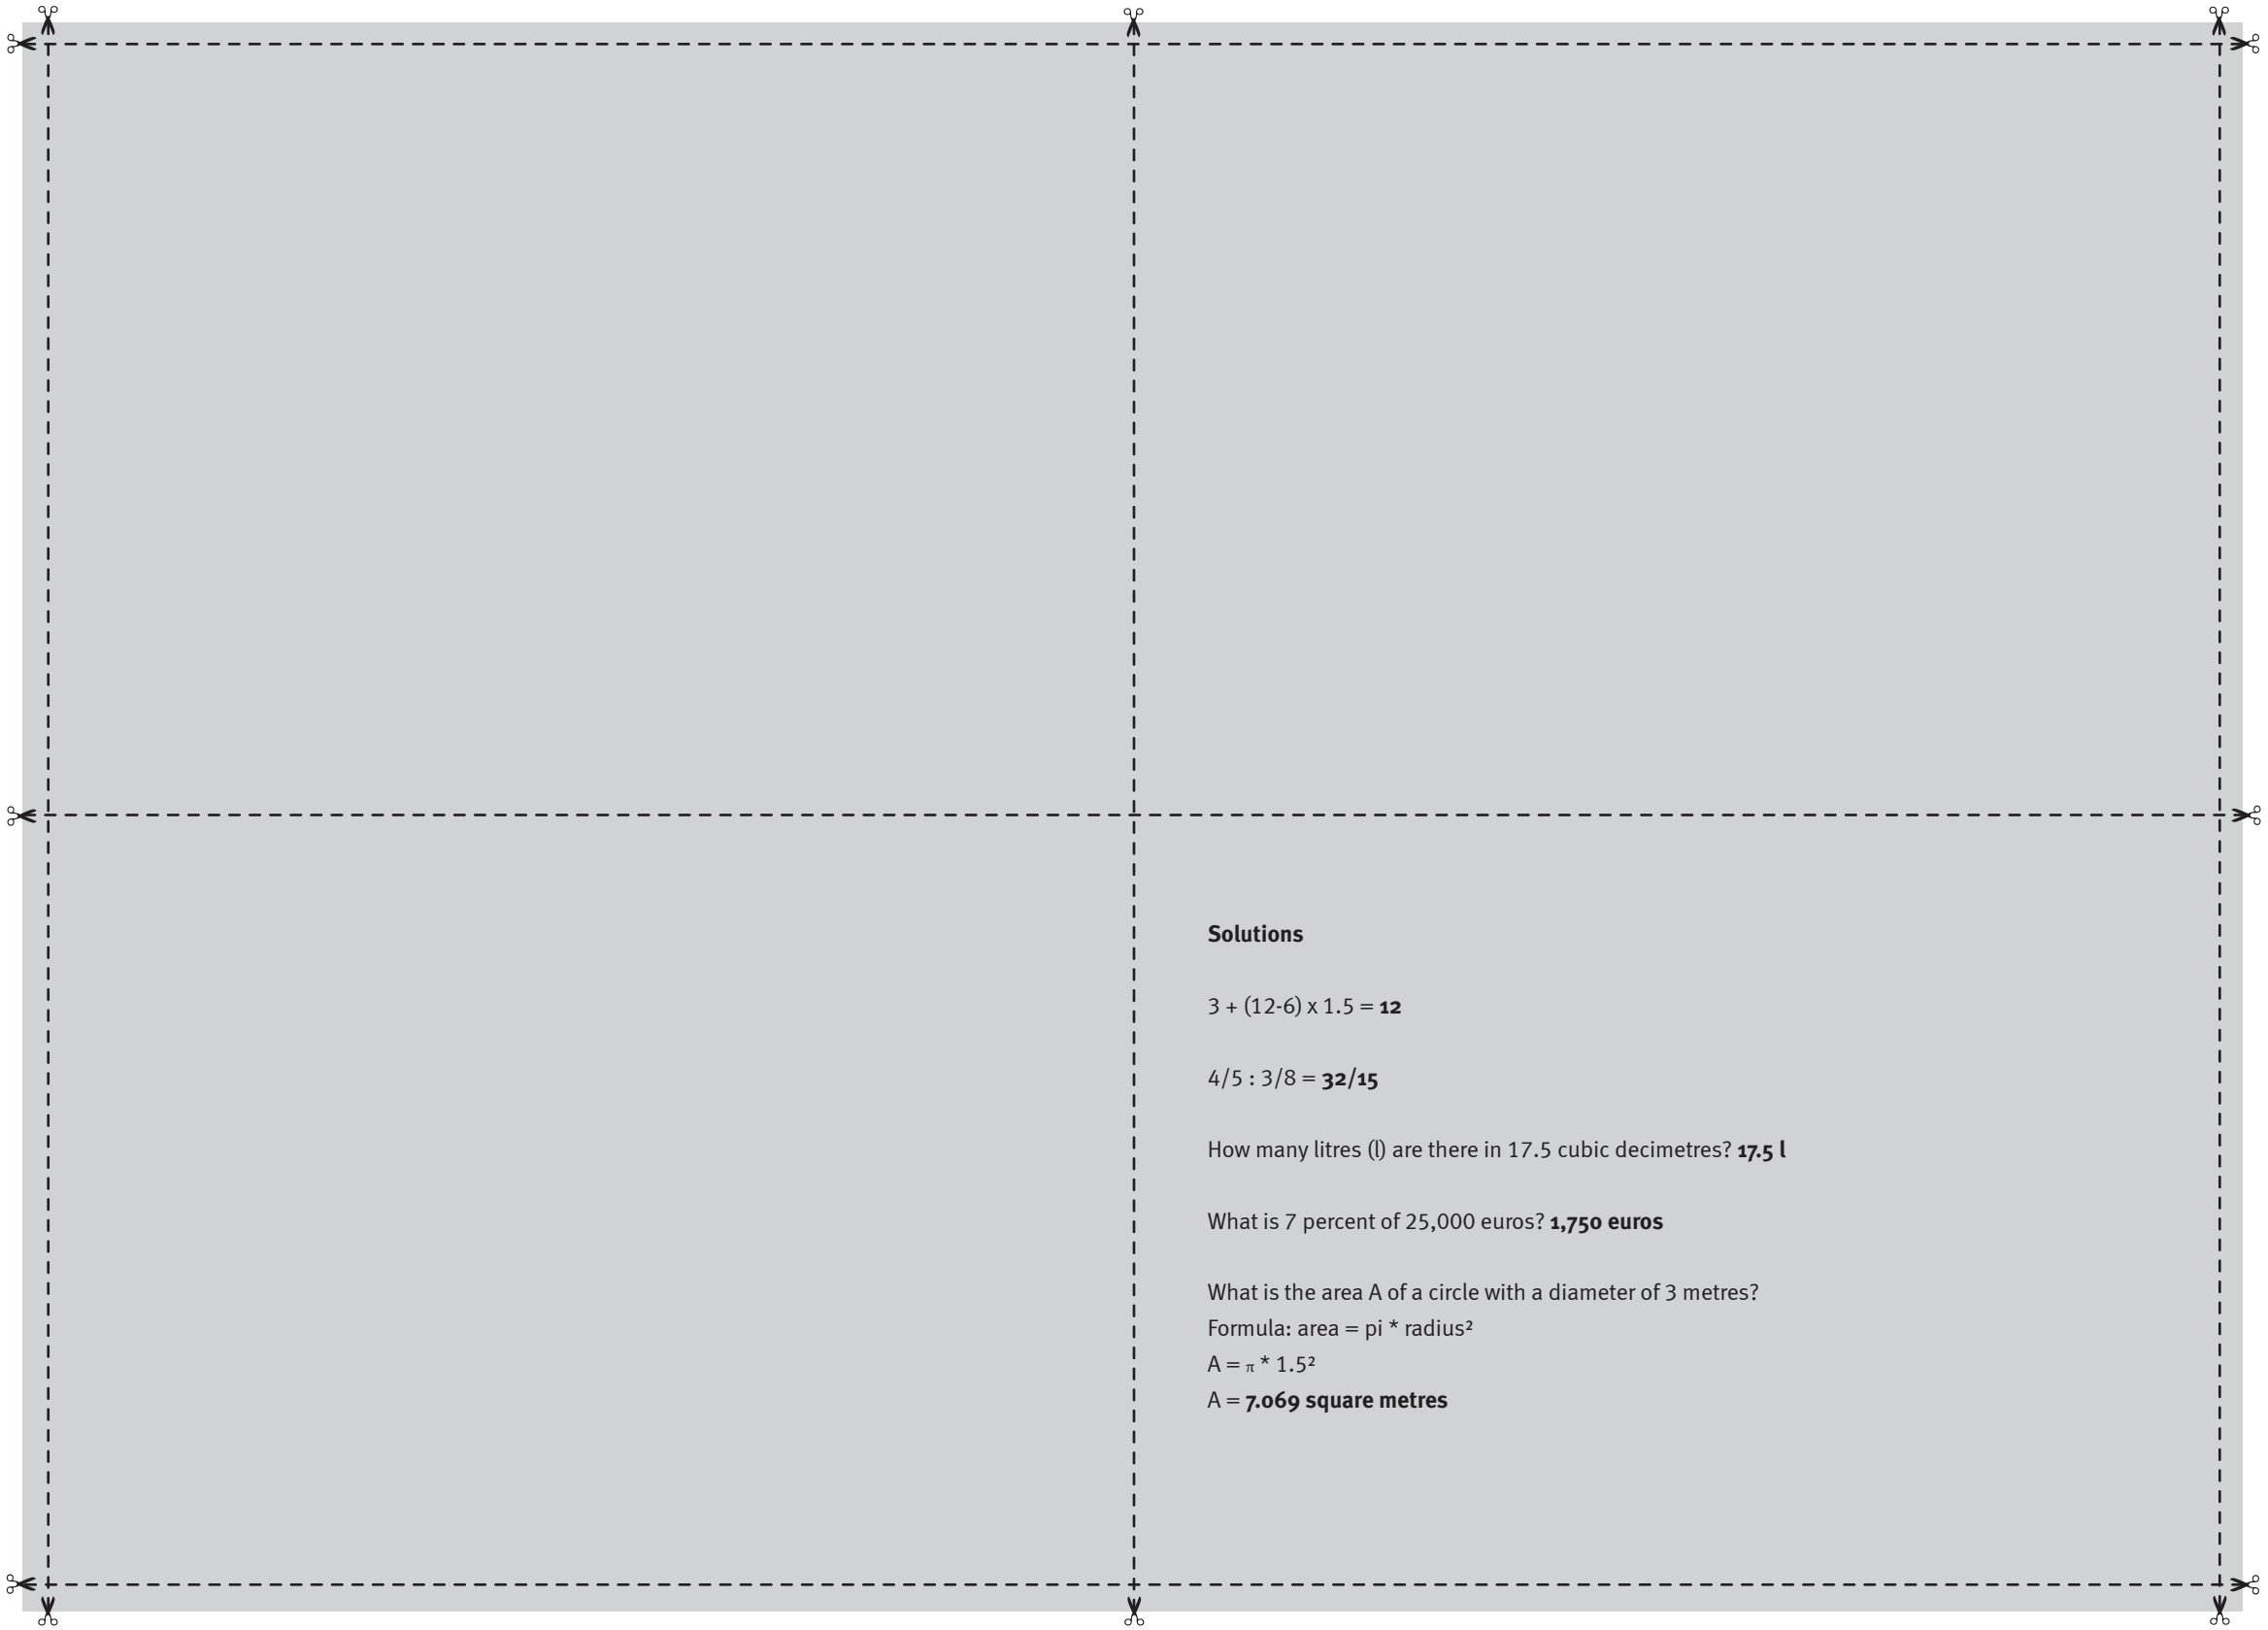 Solutions
3 + (12-6) x 1.5 = 12
4/5 : 3/8 = 32/15
How many litres (l) are there in 17.5 cubic decimetres? 17.5 l
What is 7 percent of 25,000 euros? 1,750 euros
What is the area A of a circle with a diameter of 3 metres?
Formula: area = pi * radius²
A = π * 1.5²
A = 7.069 square metres